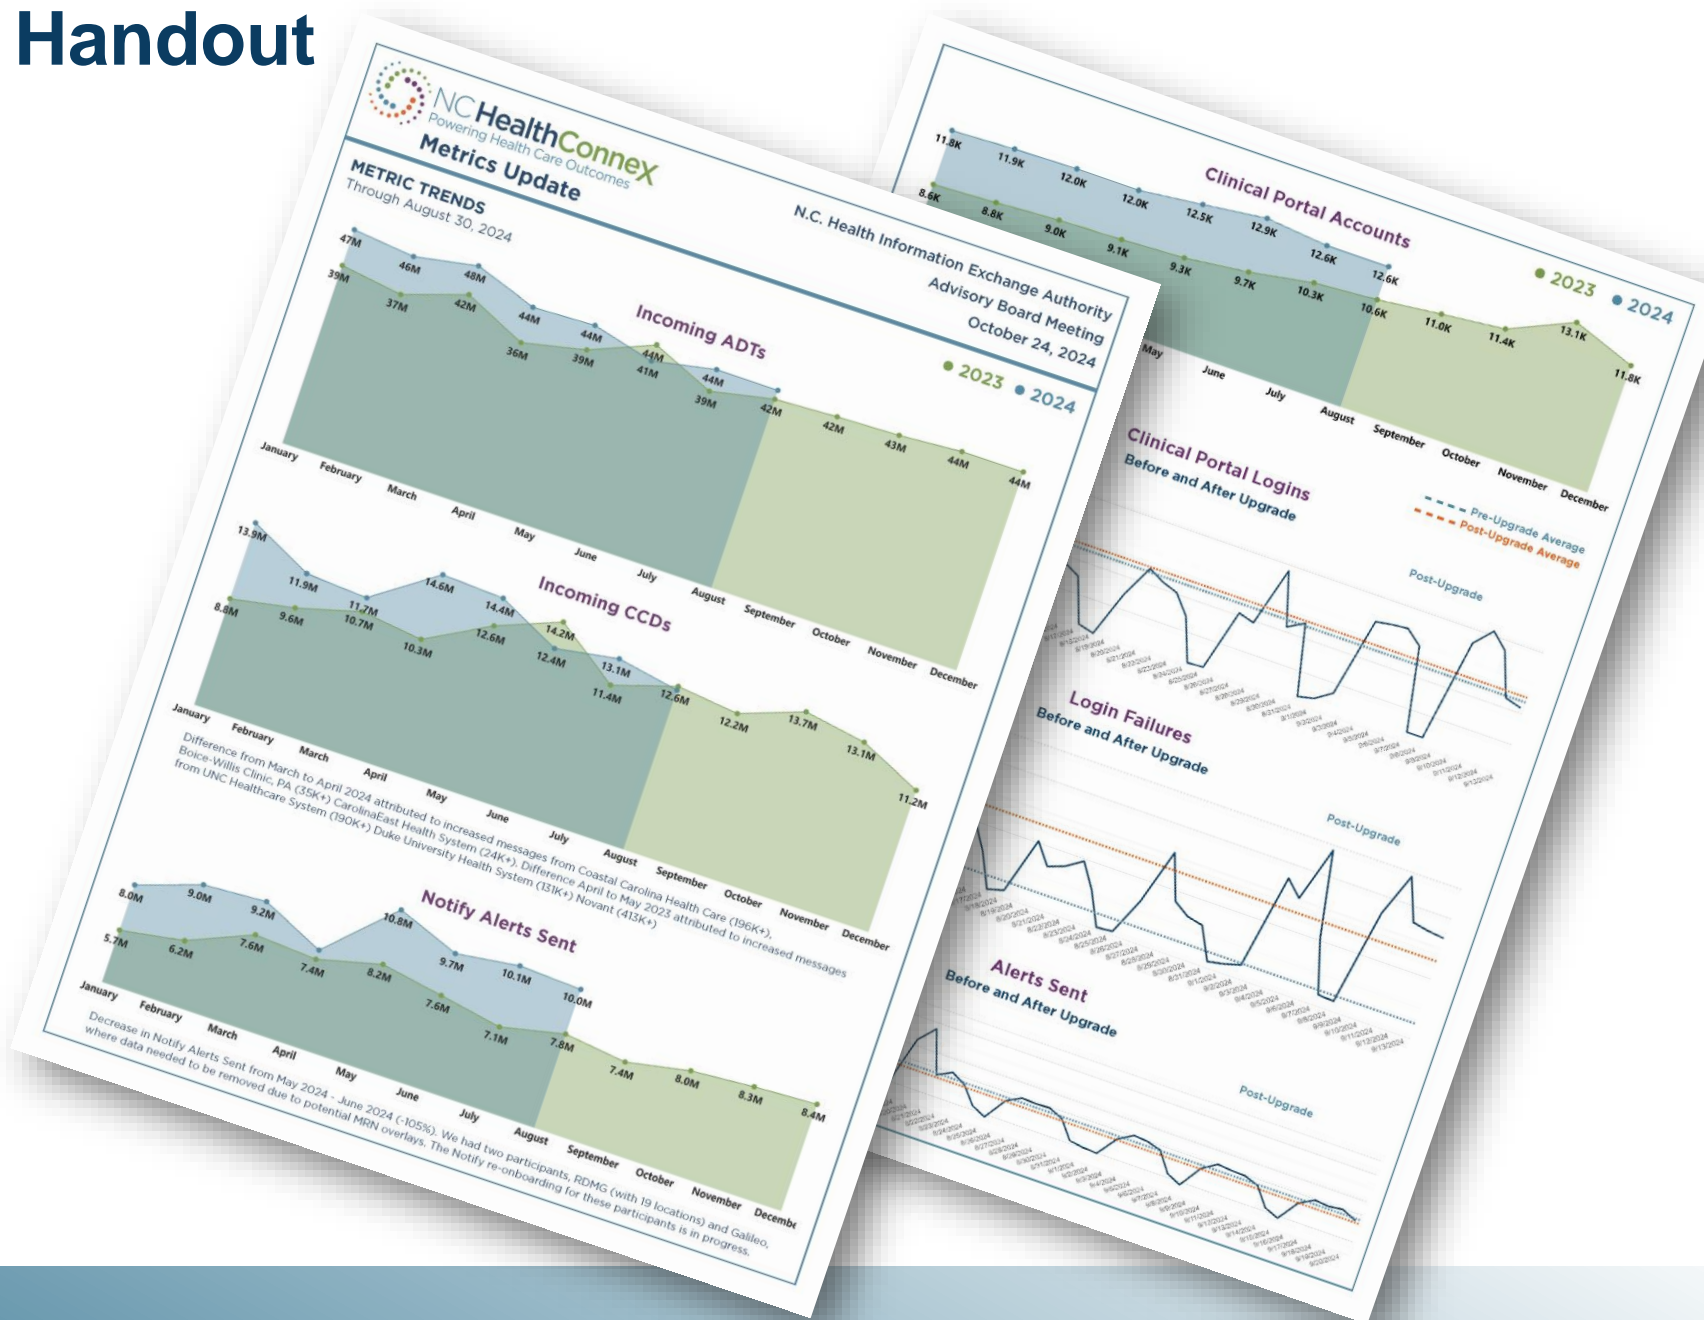 Handout
NCHealthConnex
Powering Health Care Outcomes
Metrics Update
N.C. Health Information Exchange Authority
Advisory Board Meeting
October 24, 2024
METRIC TRENDS
Through August 30, 2024
Incoming ADTs
2023 2024
47M 46M 48M 44M 44M 41M 44M
39M 37M 42M 36M 39M 44M 39M 42M 42M 43M 44M 44M
January February March April May June July August September October November December
Incoming CCDs
13.9M 11.9M 11.7M 14.6M 14.4M 12.4M 13.1M
8.8M 9.6M 10.7M 10.3M 12.6M 14.2M 11.4M 12.6M 12.2M 13.7M 13.1M 11.2M
January February March April May June July August September October November December
Difference from March to April 2024 attributed to increased messages from Coastal Carolina Health Care (196K+),
Boice-Willis Clinic, PA (35K+) CarolinaEast Health System (24K+). Difference April to May 2023 attributed to increased messages
from UNC Healthcare System (190K+) Duke University Health System (131K+) Novant (413K+)
Notify Alerts Sent
8.0M 9.0M 9.2M 10.8M 9.7M 10.1M 10.0M
5.7M 6.2M 7.6M 7.4M 8.2M 7.6M 7.1M 7.8M 7.4M 8.0M 8.3M 8.4M
January February March April May June July August September October November Decembe
Decrease in Notify Alerts Sent from May 2024 - June 2024 (-105%). We had two participants, RDMG (with 19 locations) and Galileo,
where data needed to be removed due to potential MRN overlays. The Notify re-onboarding for these participants is in progress.
Clinical Portal Accounts
2023 2024
11.8K 11.9K 12.0K 12.0K 12.5K 12.9K 12.6K 12.6K
8.6K 8.8K 9.0K 9.1K 9.3K 9.7K 10.3K 10.6K 11.0K 11.4K 13.1K 11.8K
May June July August September October November December
Clinical Portal Logins
Before and After Upgrade
Pre-Upgrade Average
Post-Upgrade Average
Post-Upgrade
Login Failures
Before and After Upgrade
Post-Upgrade
Alerts Sent
Before and After Upgrade
Post-Upgrade